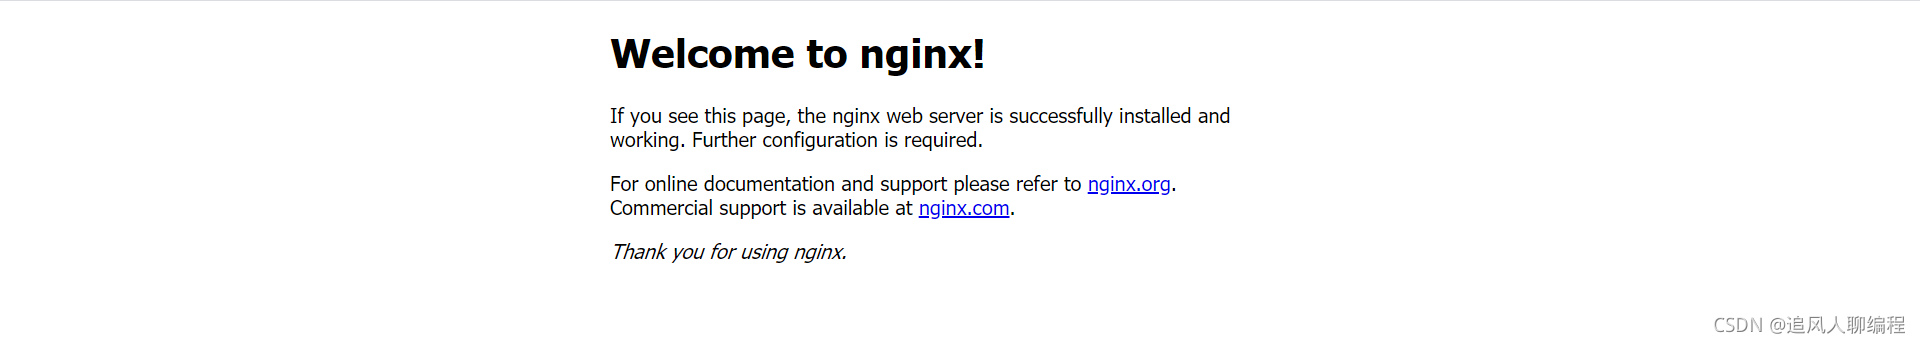 Welcome to nginx!
If you see this page, the nginx web server is successfully installed and
working. Further configuration is required.
For online documentation and support please refer to nginx.org.
Commercial support is available at nginx.com.
Thank you for using nginx.
CSDN @追风人聊编程